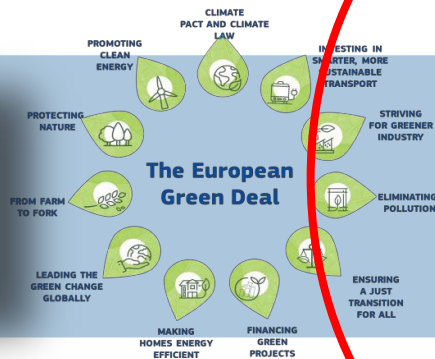 CLIMATE
PACT AND CLIMATE
LAW
PROMOTING
CLEAN
ENERGY
INVESTING IN
SMARTER, MORE
SUSTAINABLE
TRANSPORT
PROTECTING
NATURE
STRIVING
FOR GREENER
INDUSTRY
The European
Green Deal
FROM FARM
TO FORK
ELIMINATING
POLLUTION
LEADING THE
GREEN CHANGE
GLOBALLY
ENSURING
A JUST
TRANSITION
FOR ALL
MAKING
HOMES ENERGY
EFFICIENT
FINANCING
GREEN
PROJECTS